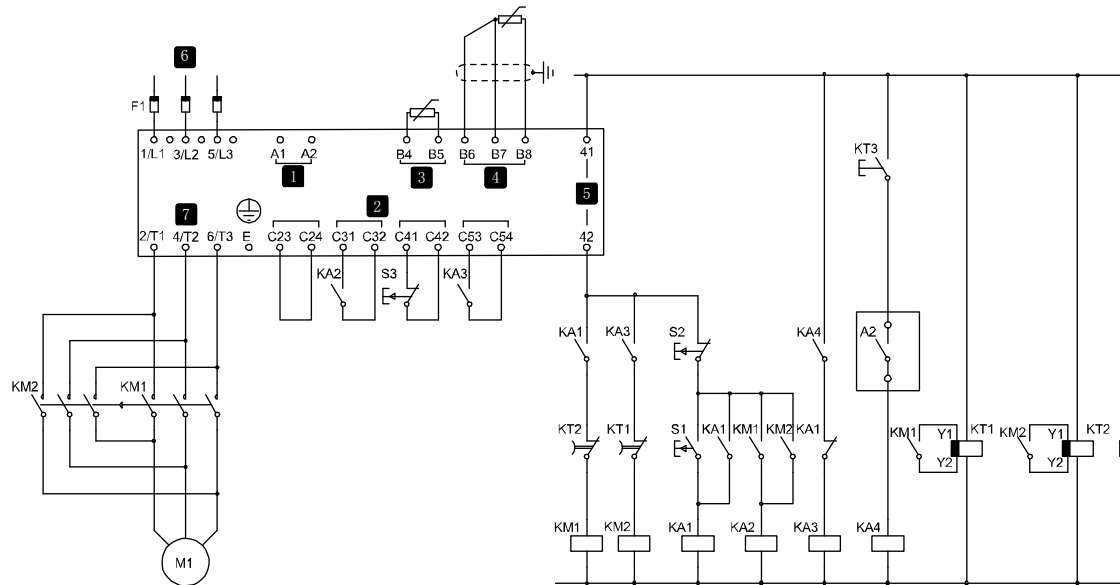 6
F1
1/L1 3/L2 5/L3 A1 A2 B4 B5 B6 B7 B8 41
1 3 4 5
7 2
2/T1 4/T2 6/T3 E C23 C24 C31 C32 C41 C42 C53 C54 42
KA2 S3 KA3
KT3
KA1 KA3 S2 KA4 A2
KM2 KM1
KT2 KT1 S1 KA1 KM1 KM2 KA1 KM1 Y1 KT1 KM2 Y1 KT2
Y2 Y2
KM1 KM2 KA1 KA2 KA3 KA4
M1